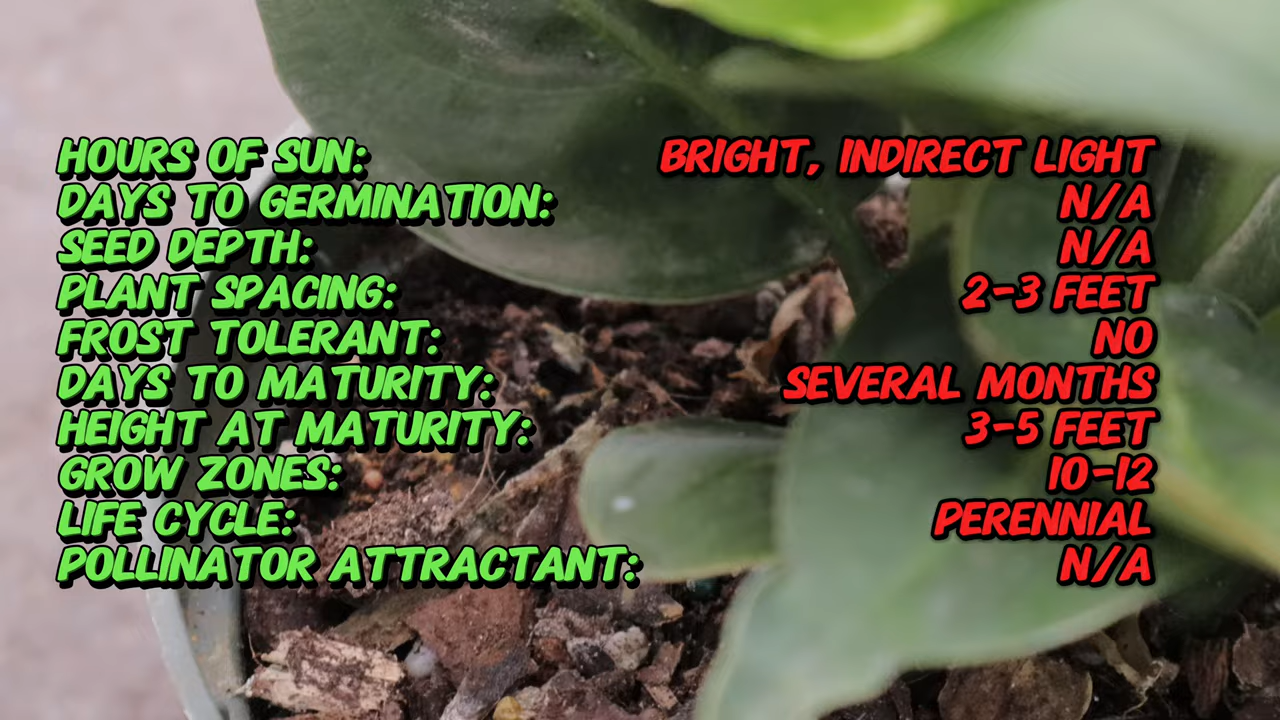 HOURS OF SUN: BRIGHT, INDIRECT LIGHT
DAYS TO GERMINATION: N/A
SEED DEPTH: N/A
PLANT SPACING: 2-3 FEET
FROST TOLERANT: NO
DAYS TO MATURITY: SEVERAL MONTHS
HEIGHT AT MATURITY: 3-5 FEET
GROW ZONES: 10-12
LIFE CYCLE: PERENNIAL
POLLINATOR ATTRACTANT: N/A